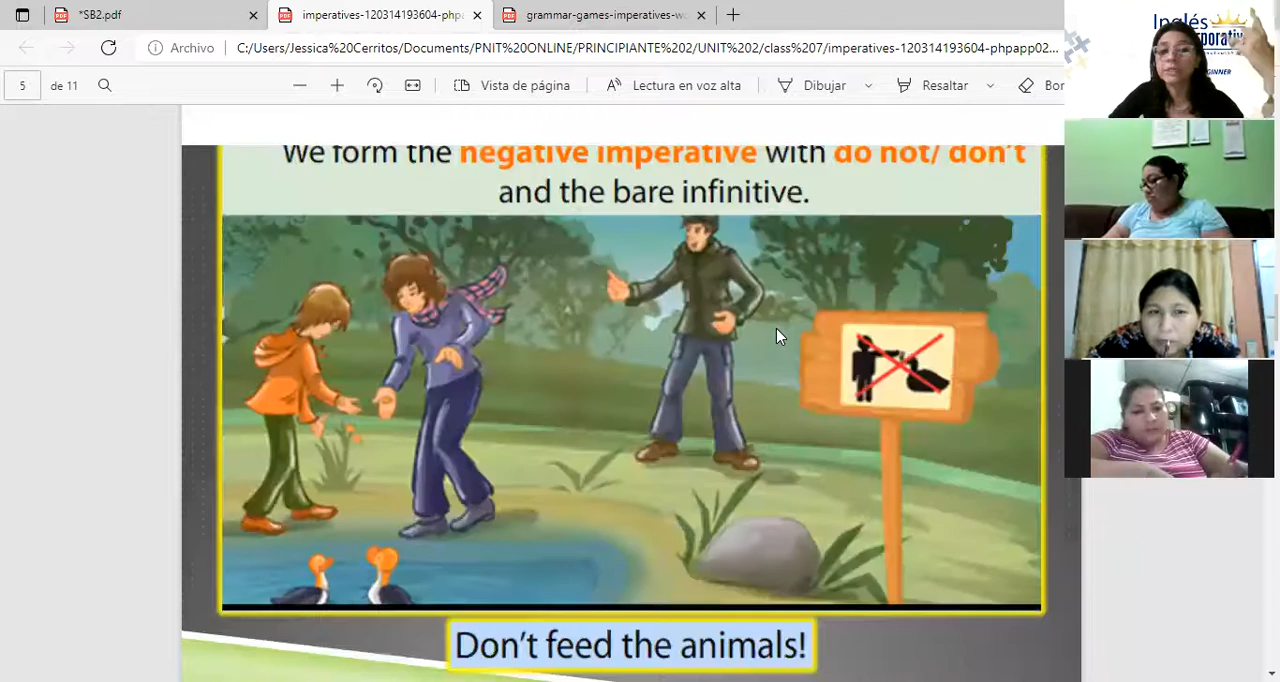 *SB2.pdf
imperatives-120314193604-phpa
grammar-games-imperatives-w
Archivo
C:/Users/Jessica%20Cerritos/Documents/PNIT%20ONLINE/PRINCIPIANTE%202/UNIT%202/class%207/imperatives-120314193604-phpapp02...
5 de 11
Vista de página
Lectura en voz alta
Dibujar
Resaltar
Bor
Inglés
INNER
We form the negative imperative with do not/ don't
and the bare infinitive.
Don't feed the animals!